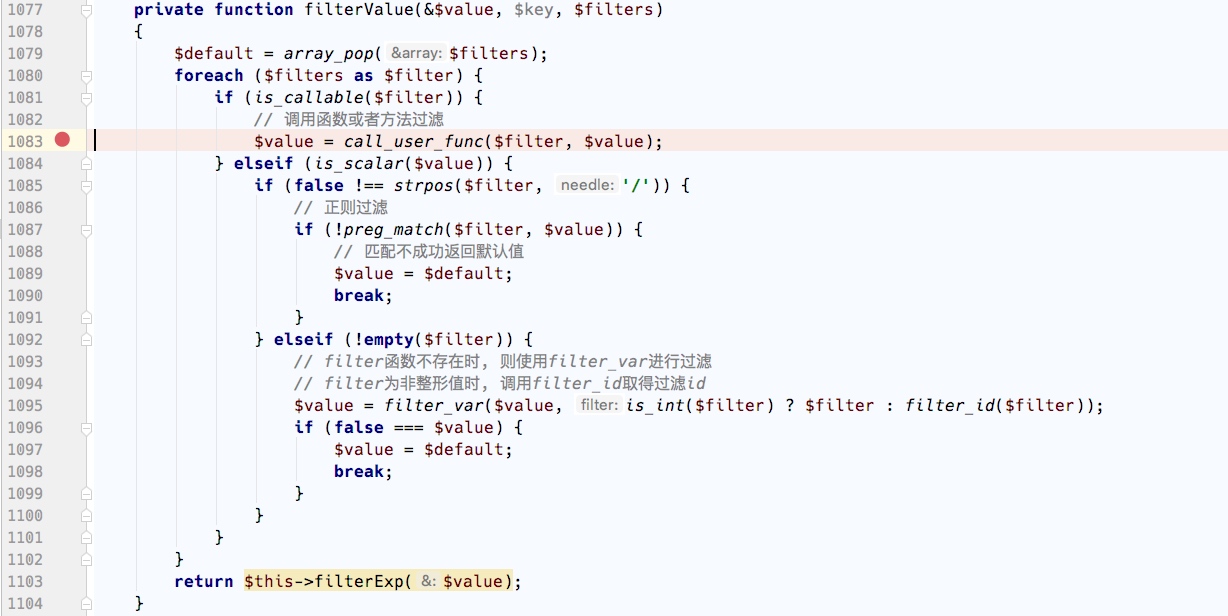 1077 private function filterValue(&$value, $key, $filters)
1078 {
1079 $default = array_pop( &array: $filters);
1080 foreach ($filters as $filter) {
1081 if (is_callable($filter)) {
1082 // 调用函数或者方法过滤
1083 $value = call_user_func($filter, $value);
1084 } elseif (is_scalar($value)) {
1085 if (false !== strpos($filter, needle: '/')) {
1086 // 正则过滤
1087 if (!preg_match($filter, $value)) {
1088 // 匹配不成功返回默认值
1089 $value = $default;
1090 break;
1091 }
1092 } elseif (!empty($filter)) {
1093 // filter函数不存在时, 则使用filter_var进行过滤
1094 // filter为非整形值时, 调用filter_id取得过滤id
1095 $value = filter_var($value, filter: is_int($filter) ? $filter : filter_id($filter));
1096 if (false === $value) {
1097 $value = $default;
1098 break;
1099 }
1100 }
1101 }
1102 }
1103 return $this->filterExp( &: $value);
1104 }